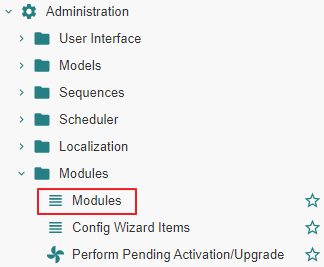 Administration
User Interface
Models
Sequences
Scheduler
Localization
Modules
Modules
Config Wizard Items
Perform Pending Activation/Upgrade